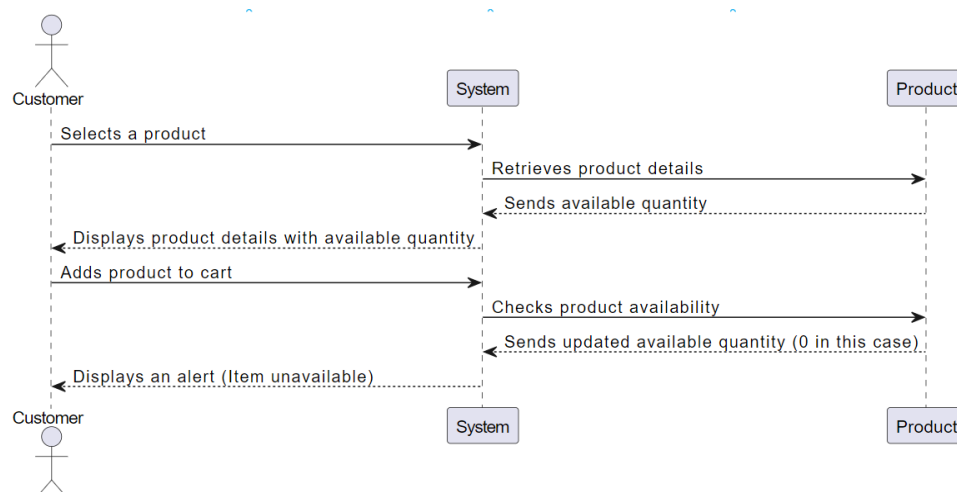 Customer
System
Product
Selects a product
Retrieves product details
Sends available quantity
Displays product details with available quantity
Adds product to cart
Checks product availability
Sends updated available quantity (0 in this case)
Displays an alert (Item unavailable)
Customer
System
Product